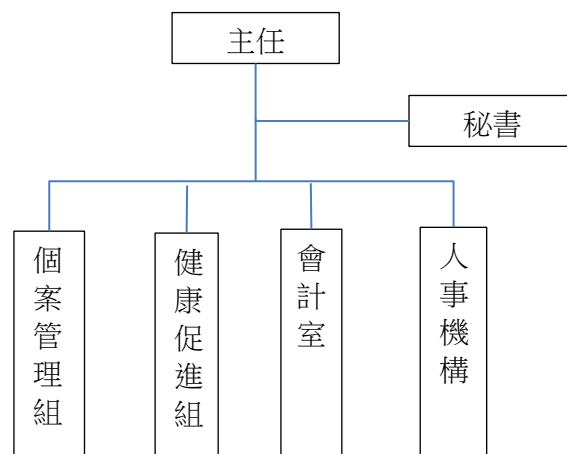 主任
秘書
個案管理組
健康促進組
會計室
人事機構